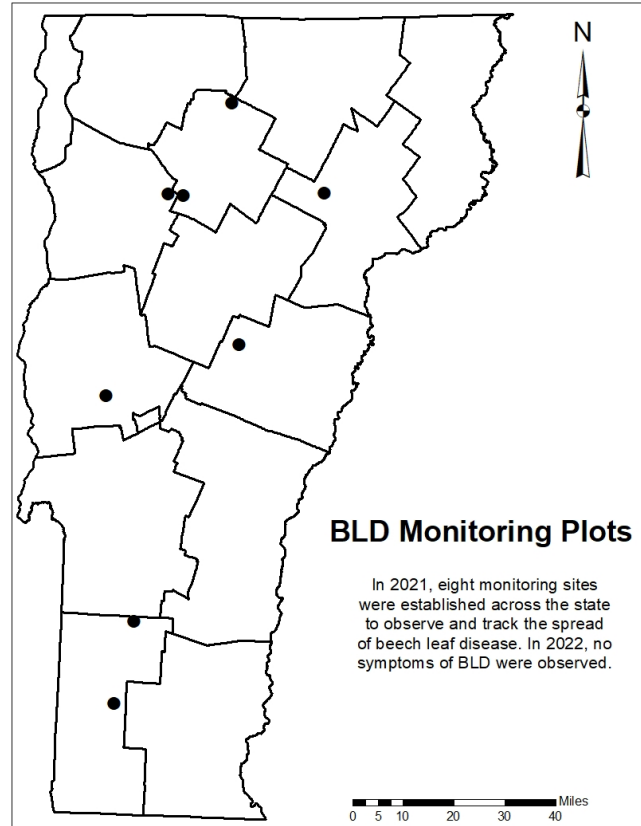 N
BLD Monitoring Plots
In 2021, eight monitoring sites
were established across the state
to observe and track the spread
of beech leaf disease. In 2022, no
symptoms of BLD were observed.
Miles
0 5 10 20 30 40